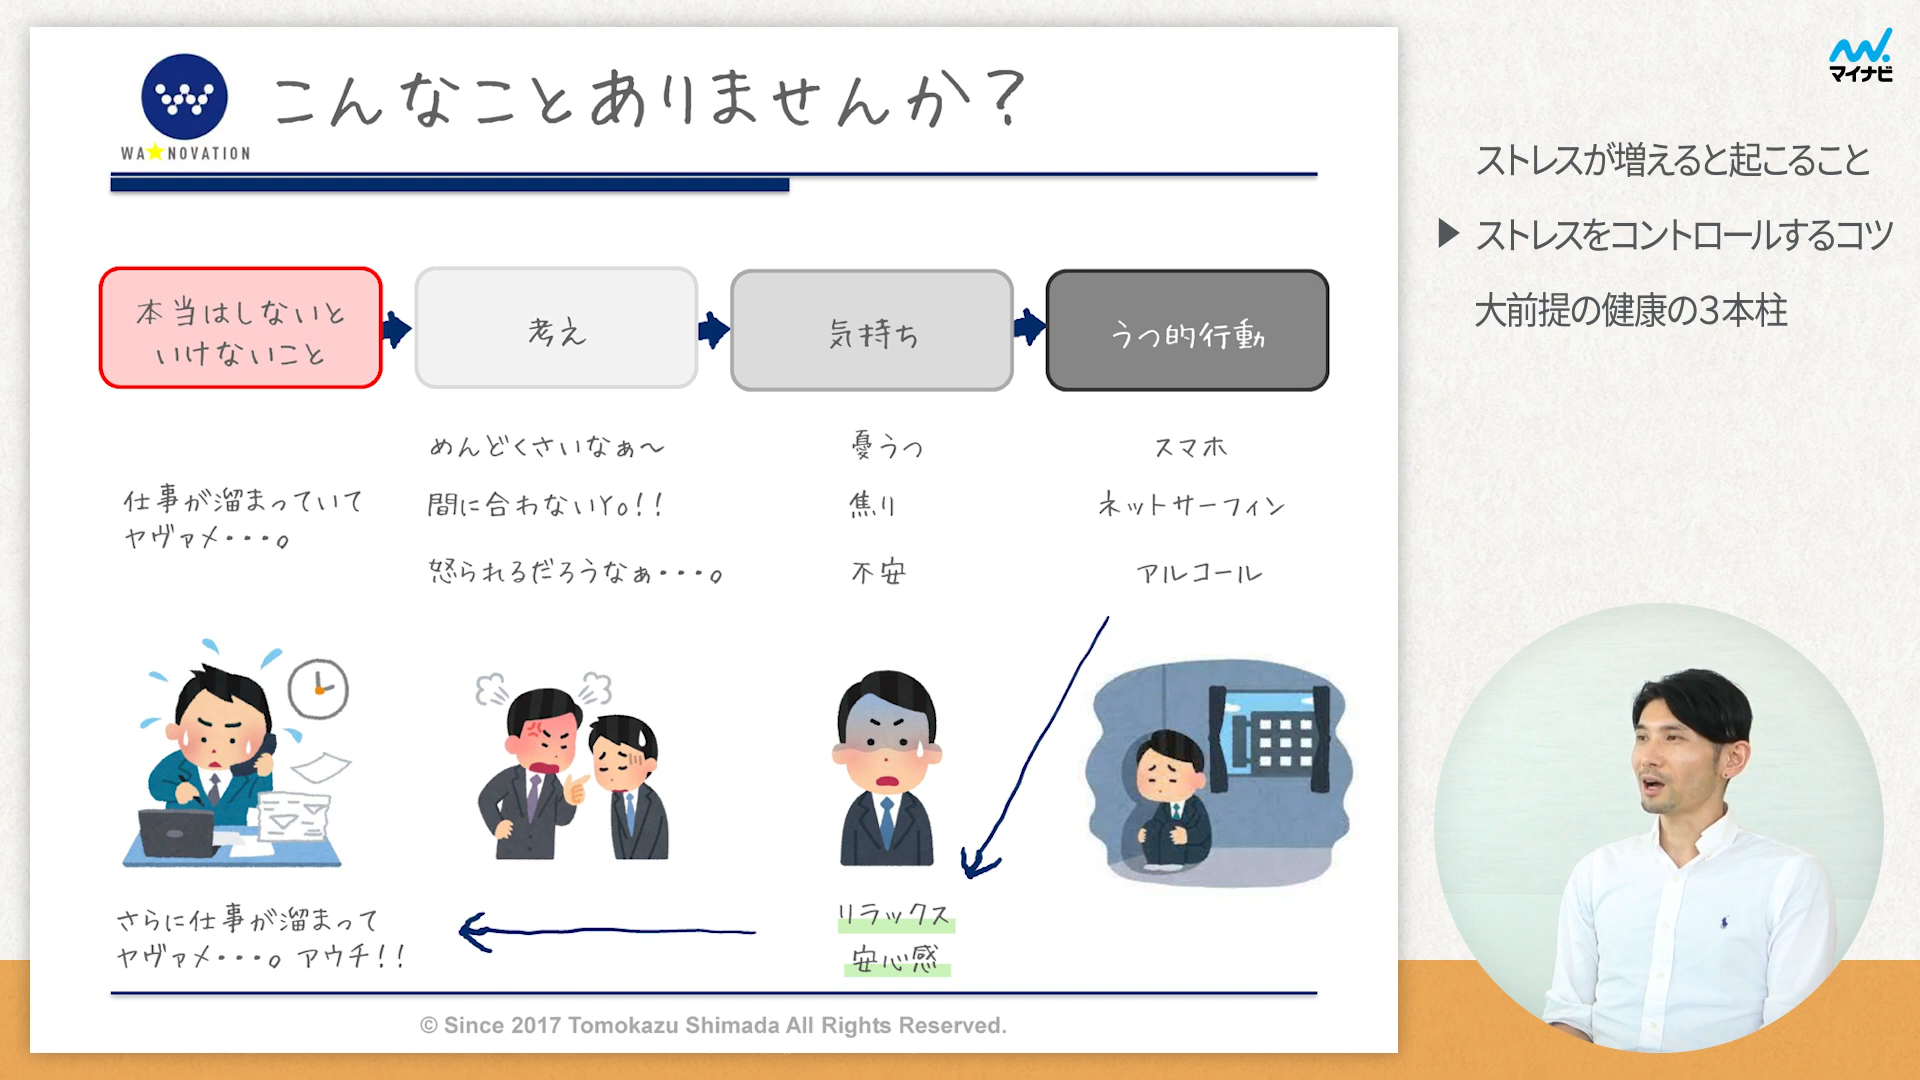 WA★NOVATION
こんなことありませんか？
本当はしないと
いけないこと
考え
気持ち
うつ的行動
仕事が溜まっていて
ヤヴァメ・・・。
めんどくさいなぁ〜
間に合わないYo！！
怒られるだろうなぁ・・・。
憂うつ
焦り
不安
スマホ
ネットサーフィン
アルコール
さらに仕事が溜まって
ヤヴァメ・・・。アウチ！！
リラックス
安心感
© Since 2017 Tomokazu Shimada All Rights Reserved.
マイナビ
ストレスが増えると起こること
▶ ストレスをコントロールするコツ
大前提の健康の３本柱